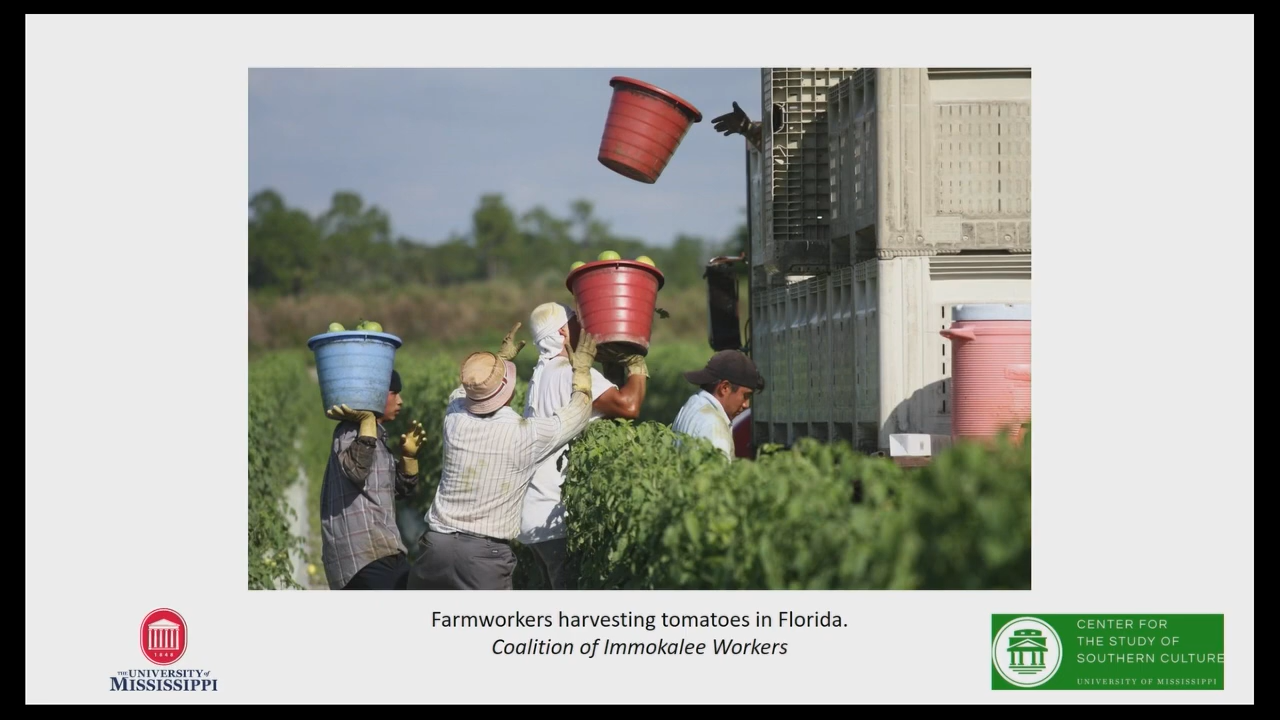 Farmworkers harvesting tomatoes in Florida.
Coalition of Immokalee Workers
1848
THE UNIVERSITY of
MISSISSIPPI
CENTER FOR
THE STUDY OF
SOUTHERN CULTURE
UNIVERSITY OF MISSISSIPPI